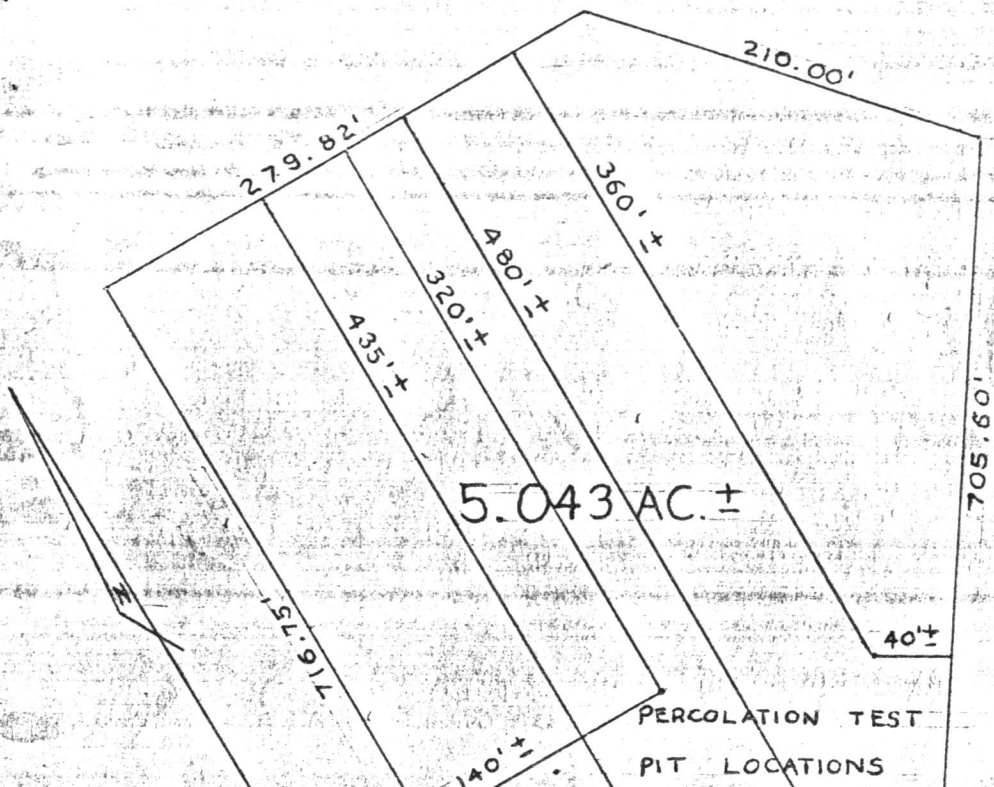 210.00'
279.82'
360'±
480'±
320'±
435'±
705.60'
5.043 AC.±
N
716.75'
40'±
140'±
PERCOLATION TEST
PIT LOCATIONS